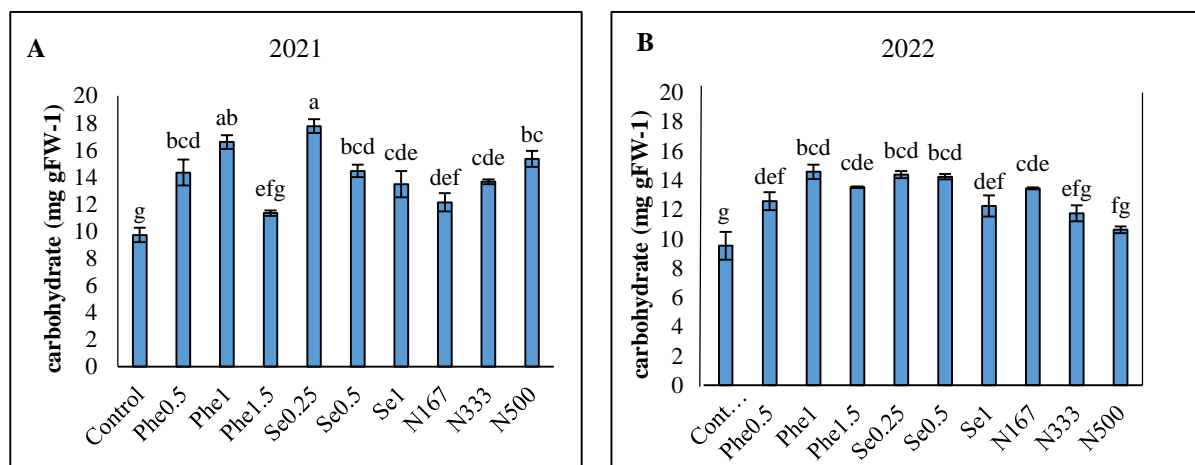 A
2021
carbohydrate (mg gFW-1)
20
18
16
14
12
10
8
6
4
2
0
g
bcd
ab
efg
a
bcd
cde
def
cde
bc
Control
Phe0.5
Phe1
Phe1.5
Se0.25
Se0.5
Se1
N167
N333
N500
B
2022
carbohydrate (mg gFW-1)
20
18
16
14
12
10
8
6
4
2
0
g
def
bcd
cde
bcd
bcd
def
cde
efg
fg
Cont…
Phe0.5
Phe1
Phe1.5
Se0.25
Se0.5
Se1
N167
N333
N500